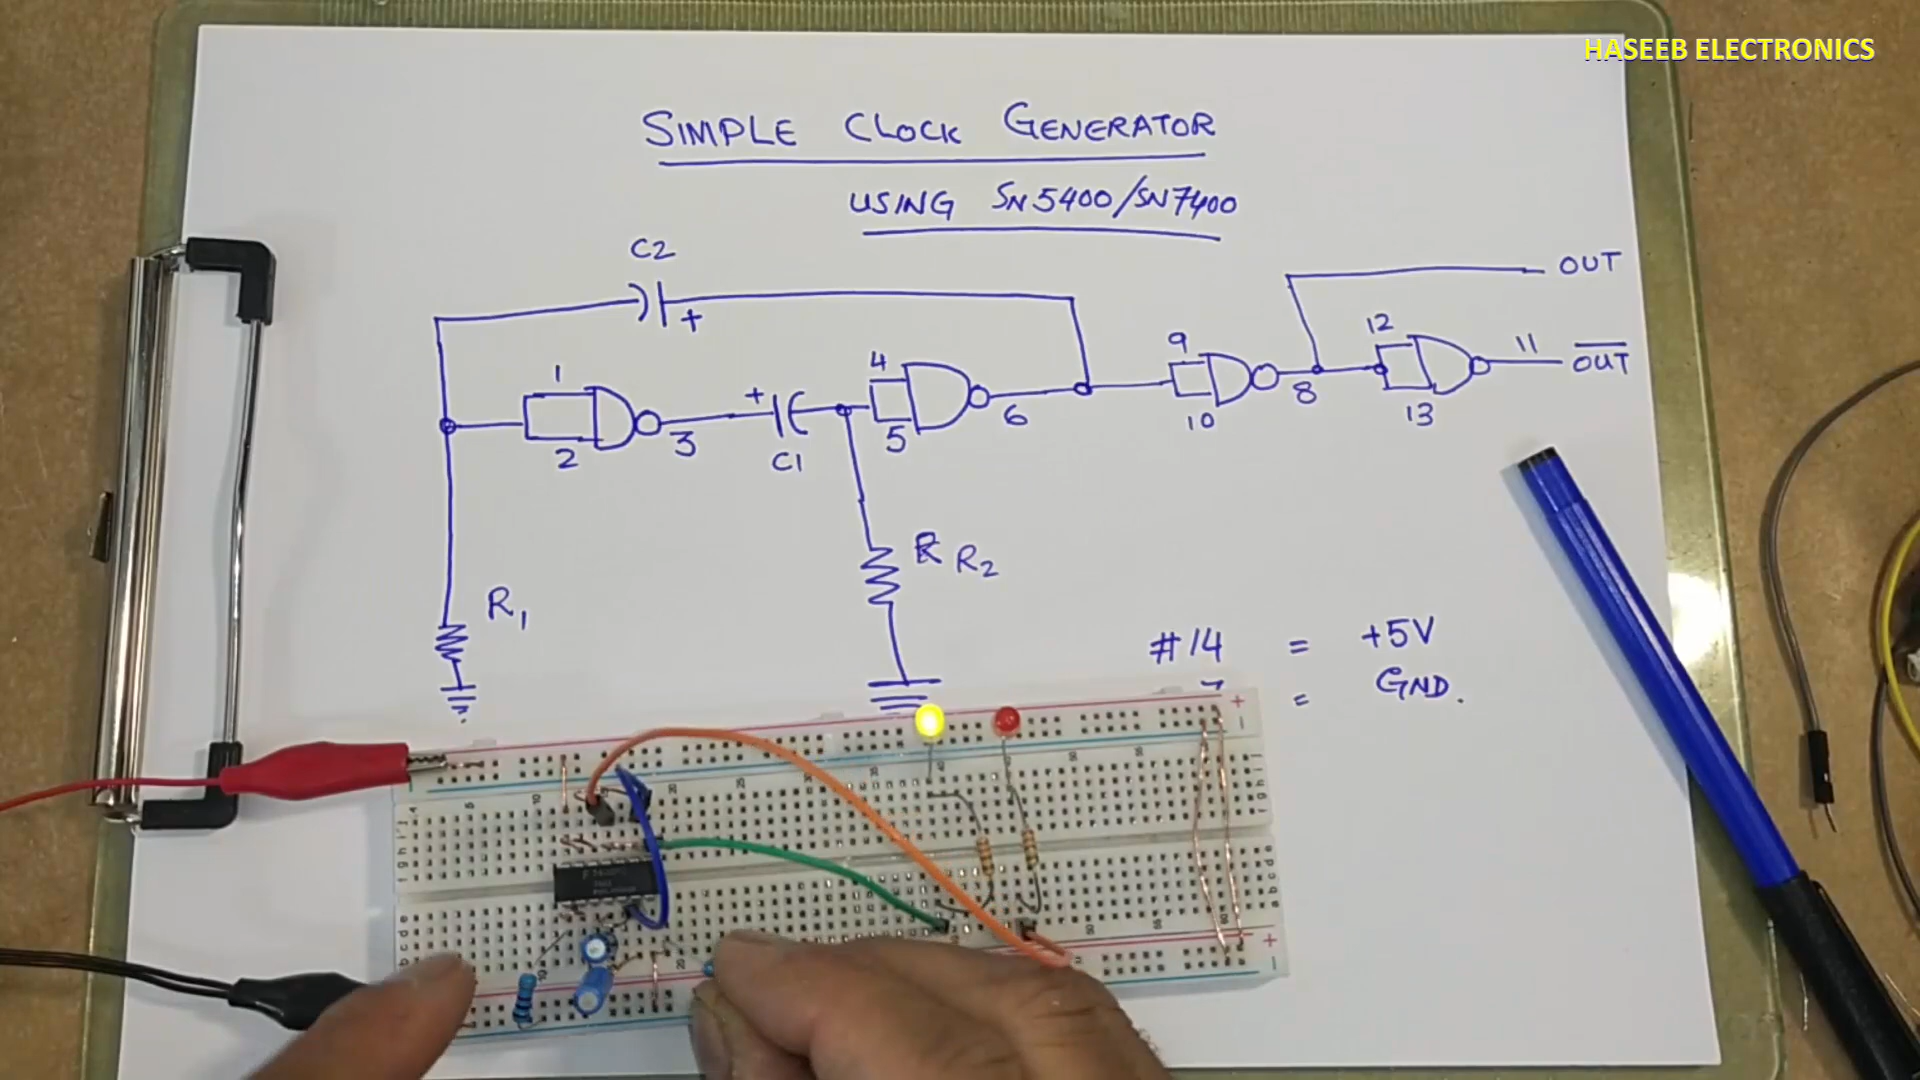 HASEEB ELECTRONICS
SIMPLE CLOCK GENERATOR
USING SN5400/SN7400
C2
+
OUT
1
2
3
+
C1
4
5
6
9
10
8
12
13
11
OUT
R1
R R2
#14 = +5V
= GND.